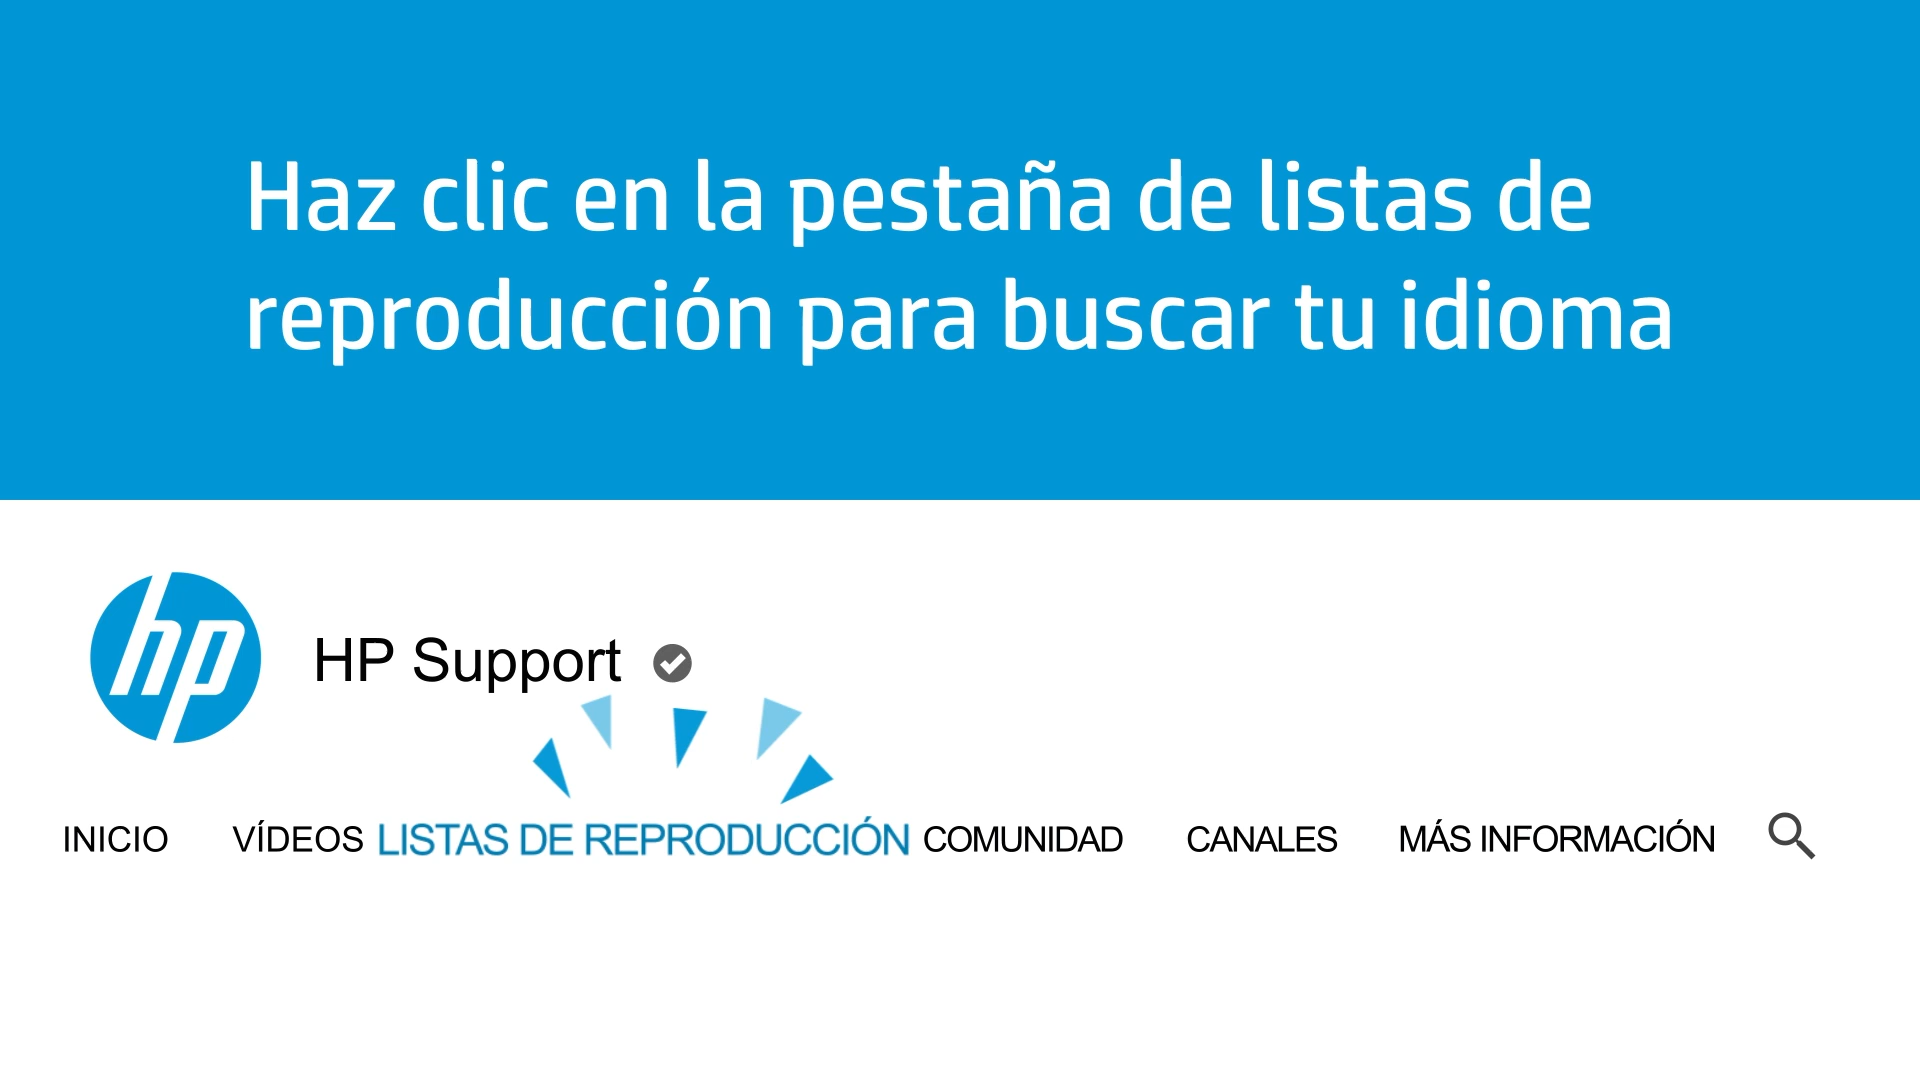 Haz clic en la pestaña de listas de
reproducción para buscar tu idioma
hp
HP Support
INICIO VÍDEOS LISTAS DE REPRODUCCIÓN COMUNIDAD CANALES MÁS INFORMACIÓN